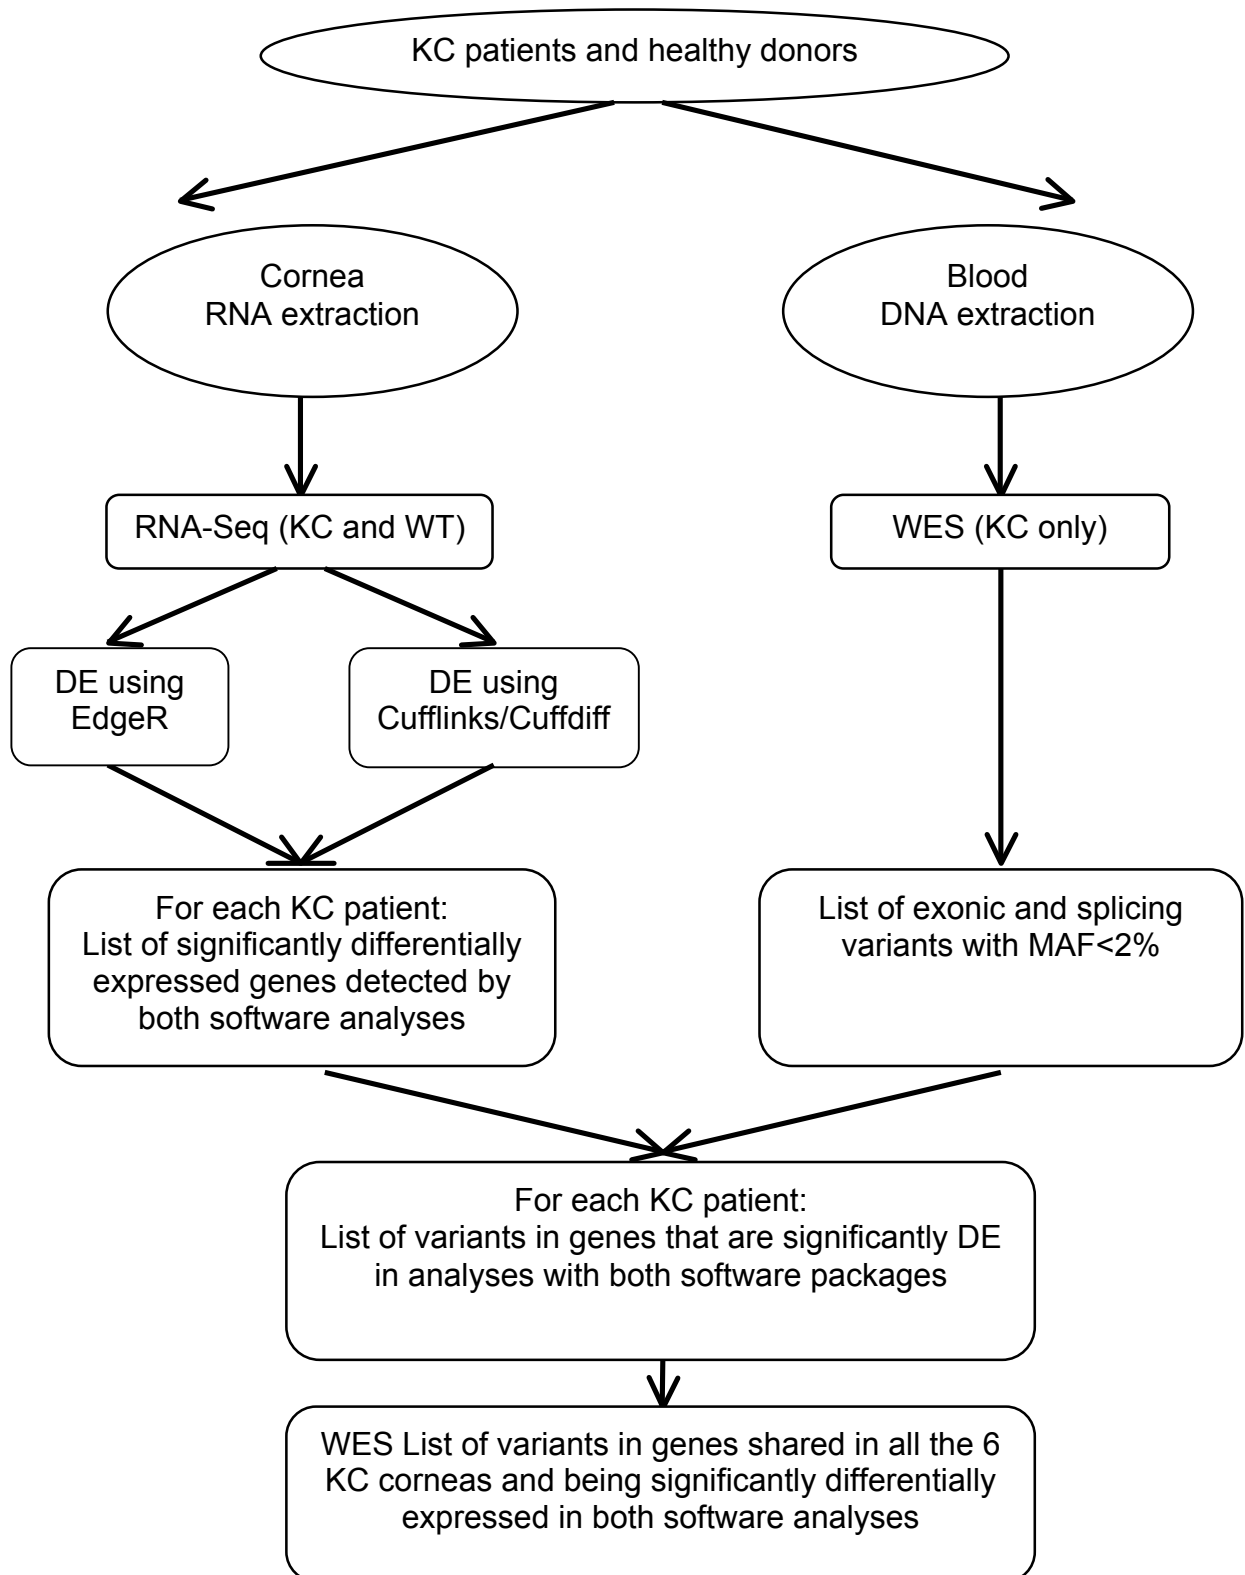 KC patients and healthy donors
Cornea
RNA extraction
Blood
DNA extraction
RNA-Seq (KC and WT)
WES (KC only)
DE using
EdgeR
DE using
Cufflinks/Cuffdiff
For each KC patient:
List of significantly differentially
expressed genes detected by
both software analyses
List of exonic and splicing
variants with MAF<2%
For each KC patient:
List of variants in genes that are significantly DE
in analyses with both software packages
WES List of variants in genes shared in all the 6
KC corneas and being significantly differentially
expressed in both software analyses